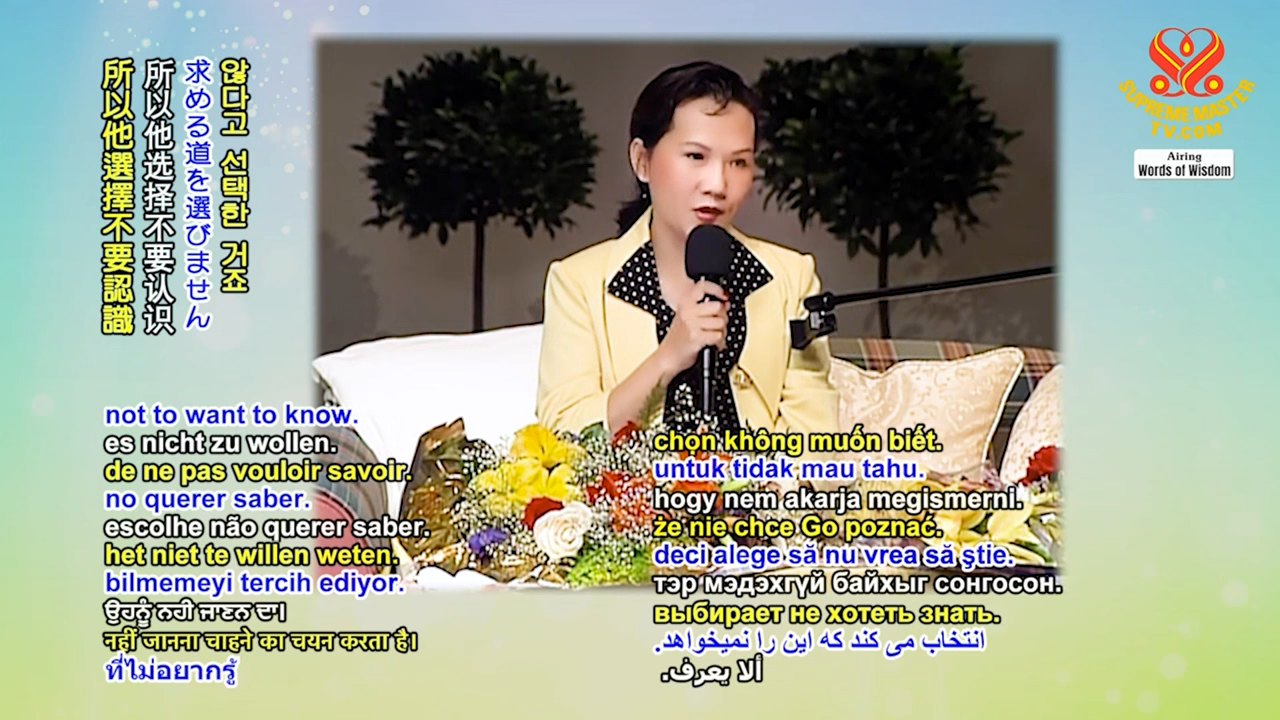 않다고 선택한 거죠
求める道を選びません
所以他选择不要认识
所以他選擇不要認識
SUPREME MASTER
TV.COM
Airing
Words of Wisdom
not to want to know.
es nicht zu wollen.
de ne pas vouloir savoir.
no querer saber.
escolhe não querer saber.
het niet te willen weten.
bilmemeyi tercih ediyor.
ਉਹਨੂੰ ਨਹੀ ਜਾਣਨ ਦਾ।
नहीं जानना चाहने का चयन करता है।
ที่ไม่อยากรู้
chọn không muốn biết.
untuk tidak mau tahu.
hogy nem akarja megismerni.
że nie chce Go poznać.
deci alege să nu vrea să ştie.
тэр мэдэхгүй байхыг сонгосон.
выбирает не хотеть знать.
انتخاب می کند که این را نمیخواهد.
ألا يعرف.